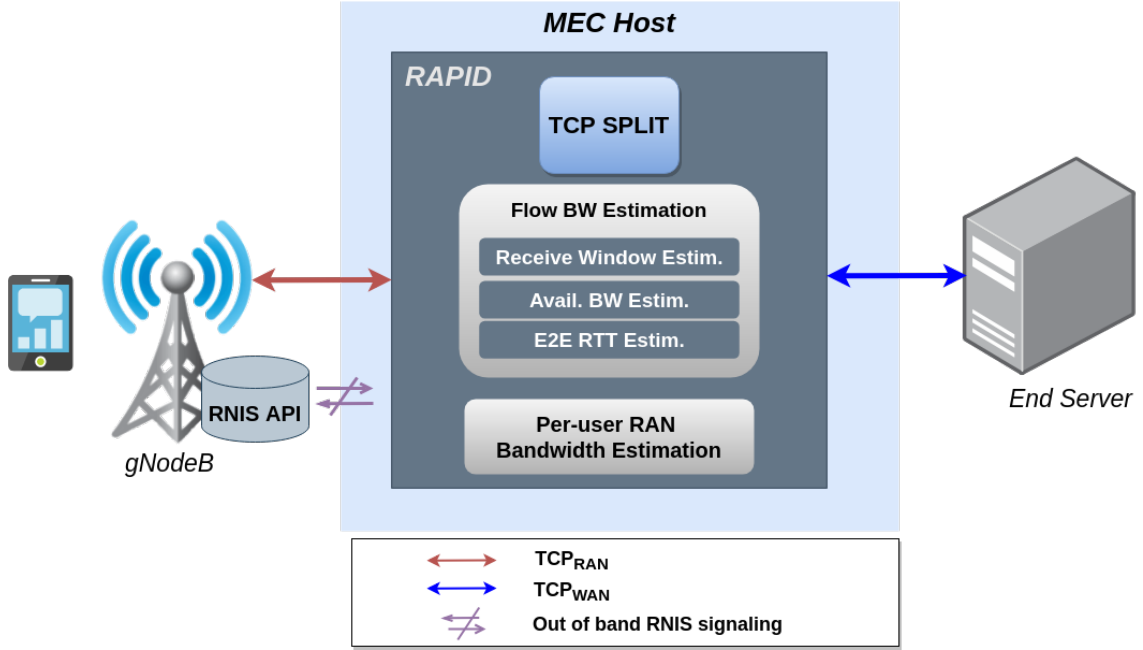 MEC Host
RAPID
TCP SPLIT
Flow BW Estimation
Receive Window Estim.
Avail. BW Estim.
E2E RTT Estim.
RNIS API
Per-user RAN
Bandwidth Estimation
gNodeB
End Server
TCPRAN
TCPWAN
Out of band RNIS signaling